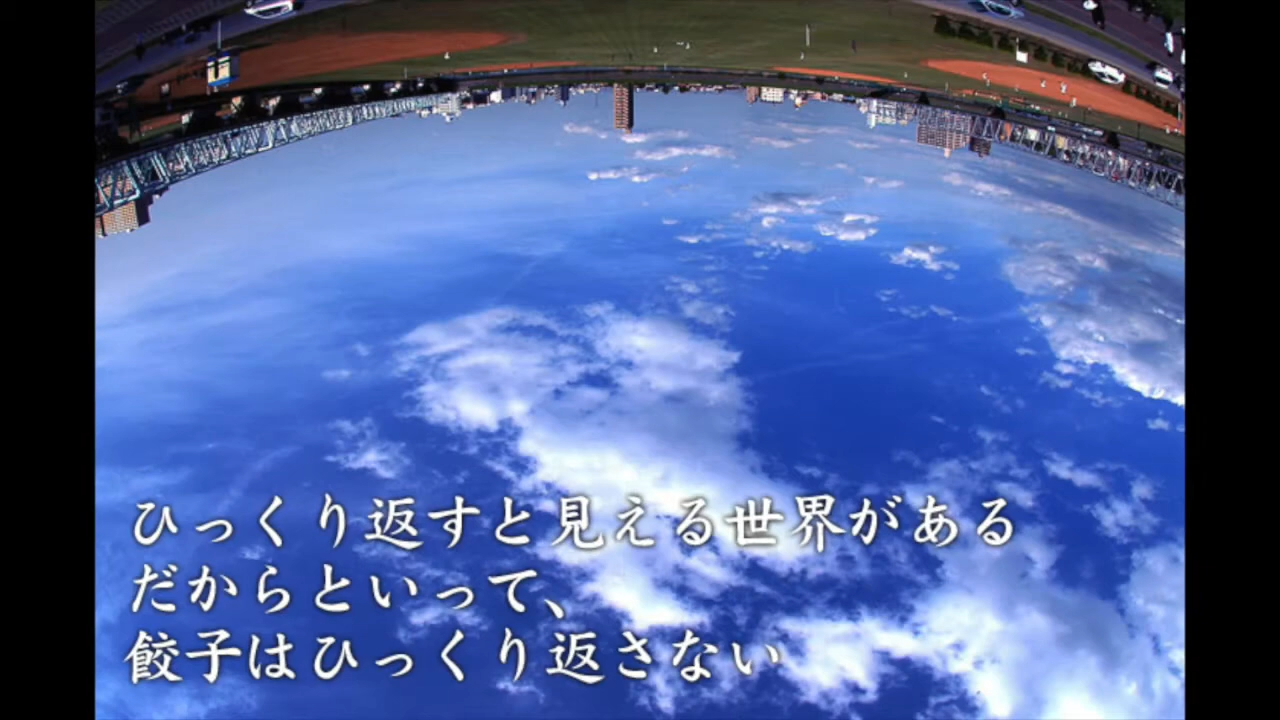 ひっくり返すと見える世界がある
だからといって、
餃子はひっくり返さない